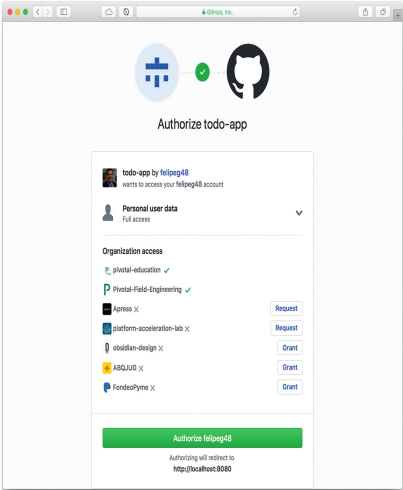 GitHub, Inc.
Authorize todo-app
todo-app by felipeg48
wants to access your felipeg48 account
Personal user data
Full access
Organization access
pivotal-education ✓
Pivotal-Field-Engineering ✓
Apress ✕ Request
platform-acceleration-lab ✕ Request
obsidian-design ✕ Grant
ABQJUG ✕ Grant
FondeoPyme ✕ Grant
Authorize felipeg48
Authorizing will redirect to
http://localhost:8080